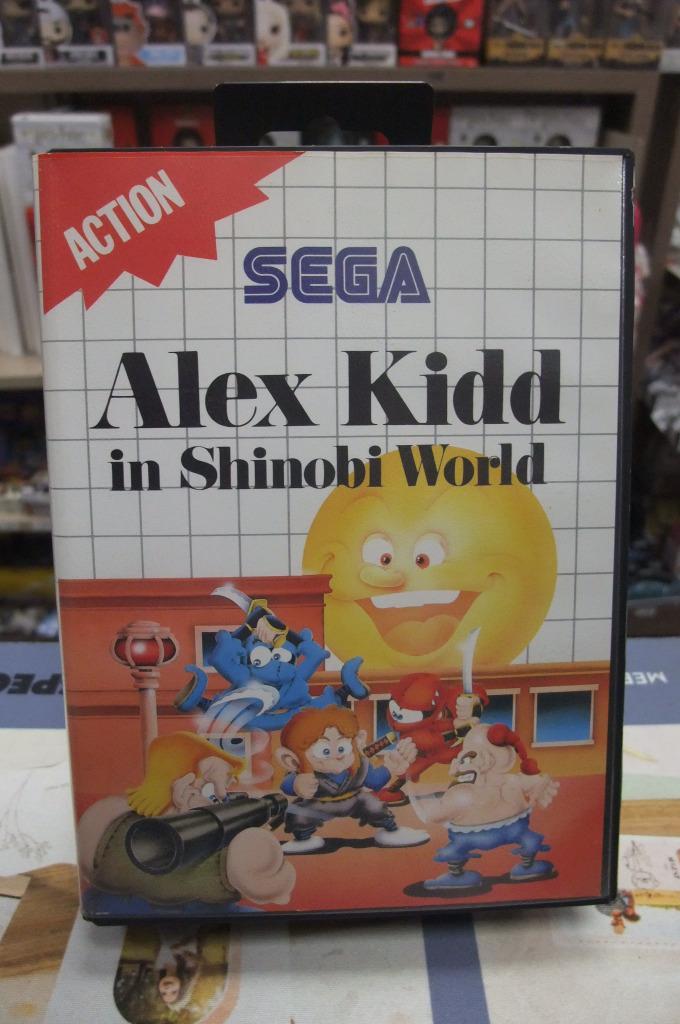 ACTION
SEGA
Alex Kidd
in Shinobi World